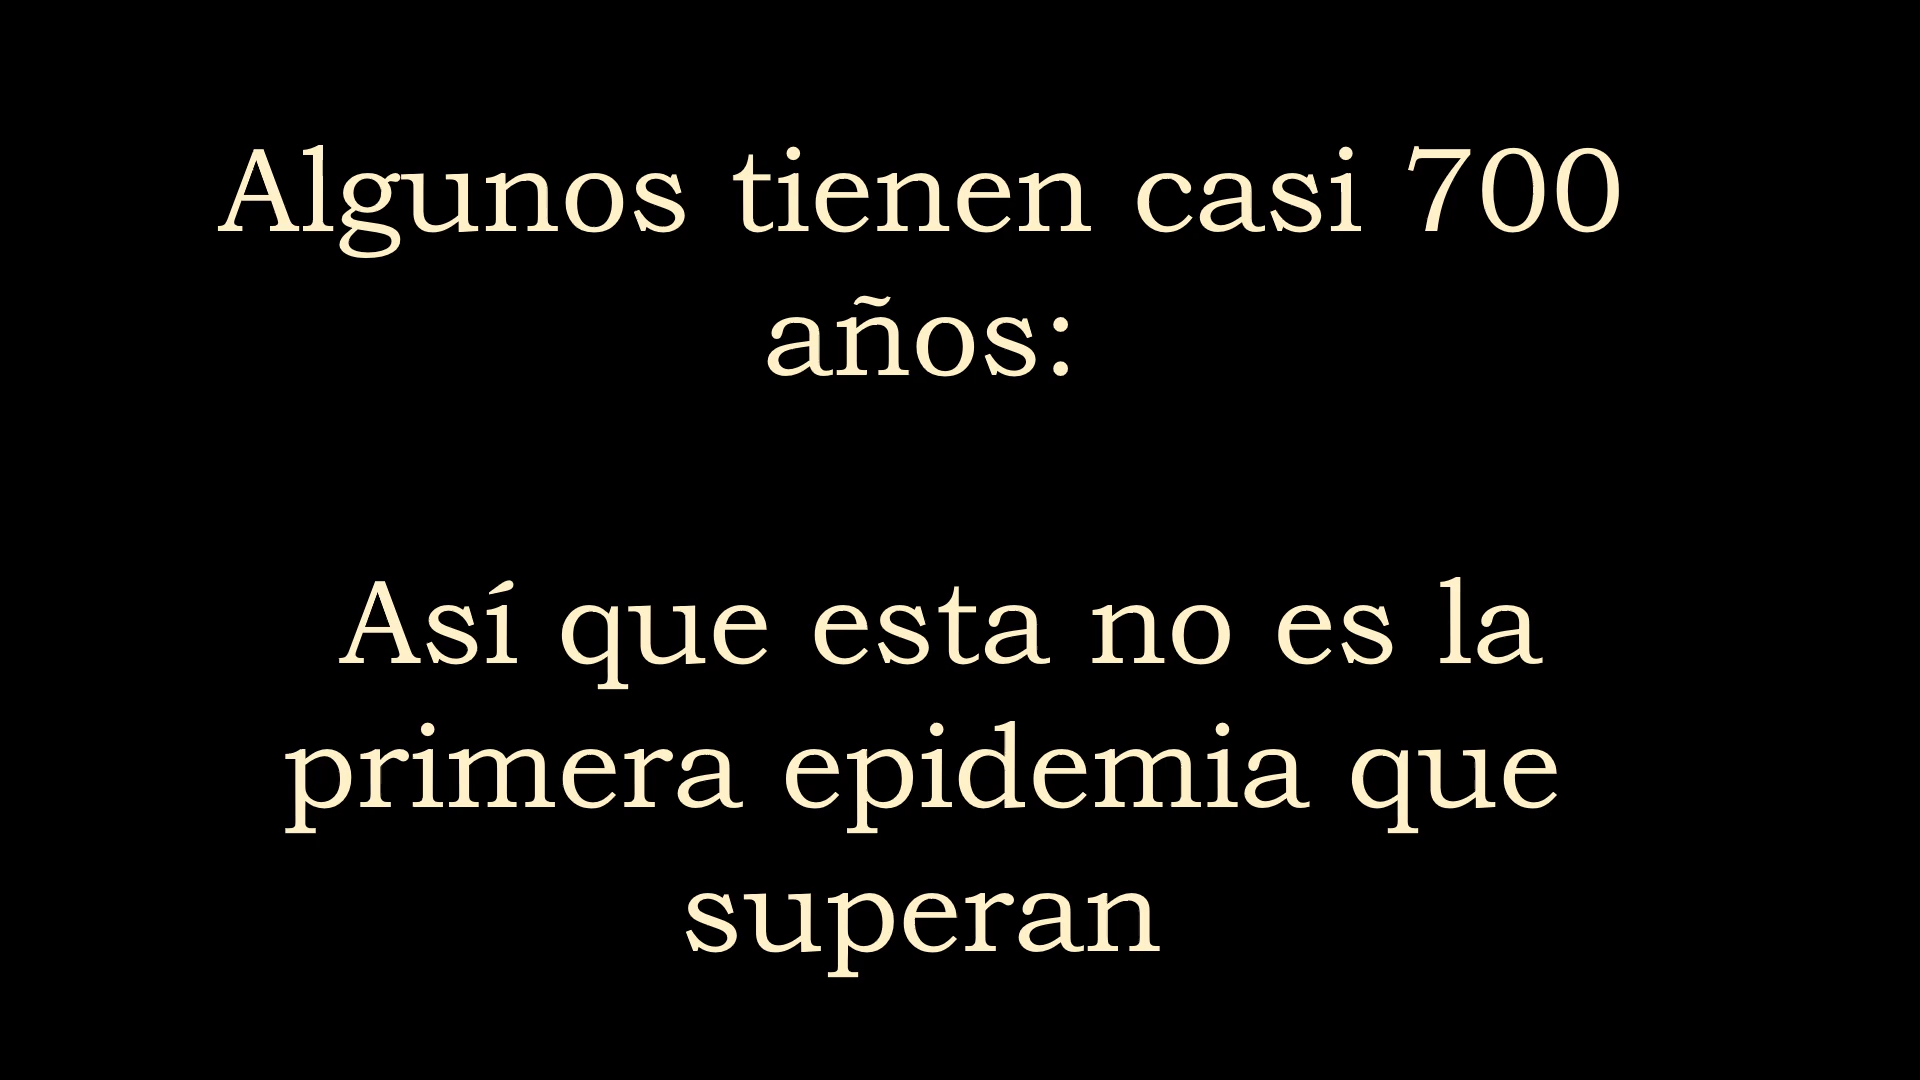 Algunos tienen casi 700
años:
Así que esta no es la
primera epidemia que
superan